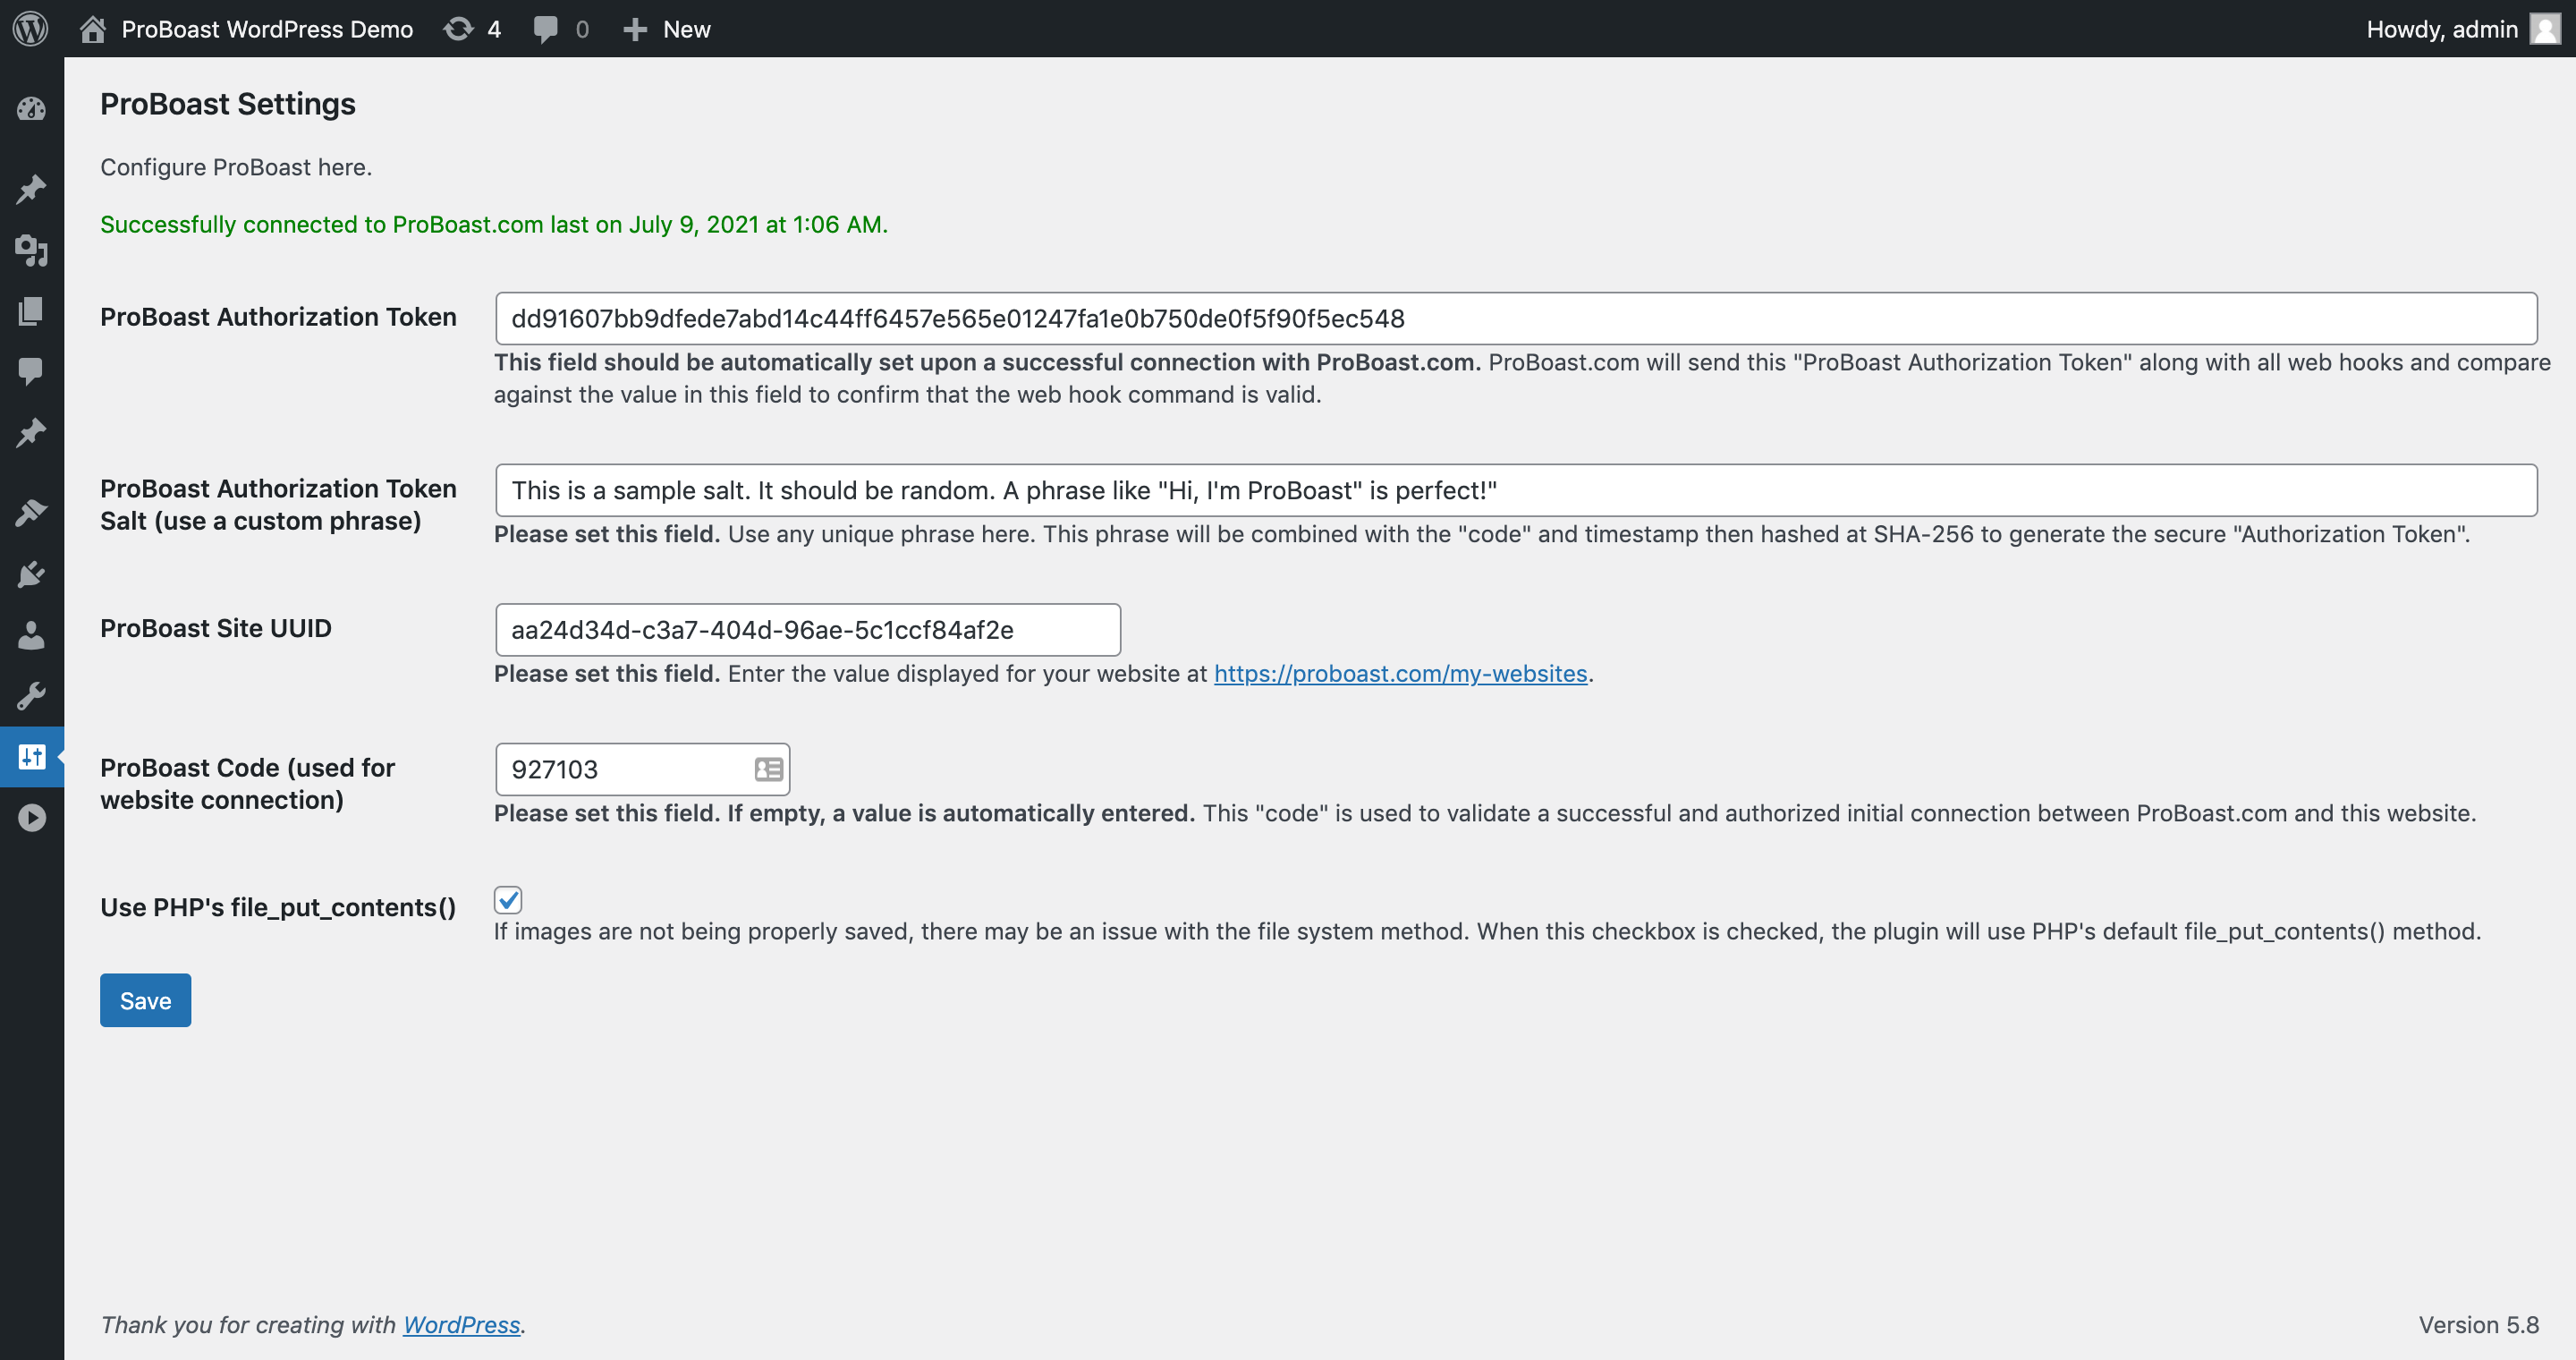 ProBoast WordPress Demo 4 0 New Howdy, admin
ProBoast Settings
Configure ProBoast here.
Successfully connected to ProBoast.com last on July 9, 2021 at 1:06 AM.
ProBoast Authorization Token
dd91607bb9dfede7abd14c44ff6457e565e01247fa1e0b750de0f5f90f5ec548
This field should be automatically set upon a successful connection with ProBoast.com. ProBoast.com will send this "ProBoast Authorization Token" along with all web hooks and compare
against the value in this field to confirm that the web hook command is valid.
ProBoast Authorization Token
Salt (use a custom phrase)
This is a sample salt. It should be random. A phrase like "Hi, I'm ProBoast" is perfect!"
Please set this field. Use any unique phrase here. This phrase will be combined with the "code" and timestamp then hashed at SHA-256 to generate the secure "Authorization Token".
ProBoast Site UUID
aa24d34d-c3a7-404d-96ae-5c1ccf84af2e
Please set this field. Enter the value displayed for your website at https://proboast.com/my-websites.
ProBoast Code (used for
website connection)
927103
Please set this field. If empty, a value is automatically entered. This "code" is used to validate a successful and authorized initial connection between ProBoast.com and this website.
Use PHP's file_put_contents()
If images are not being properly saved, there may be an issue with the file system method. When this checkbox is checked, the plugin will use PHP's default file_put_contents() method.
Save
Thank you for creating with WordPress.
Version 5.8